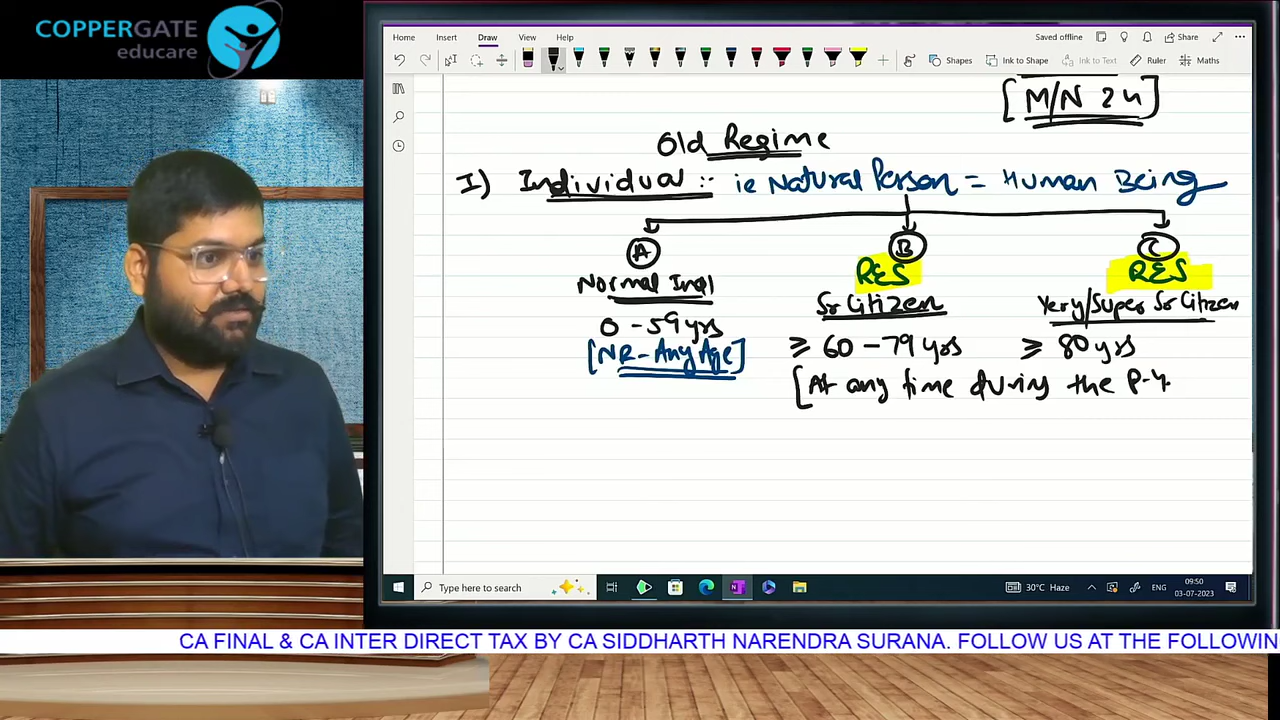 COPPERGATE
educare
Home Insert Draw View Help
Saved offline
Share
Shapes
Ink to Shape
Ink to Text
Ruler
Maths
[M/N 24]
Old Regime
I) Individual :- ie Natural Person = Human Being
A B C
RES RES
Normal Indl Sr Citizen Very/Super Sr Citizen
0 - 59 yrs
[NR - Any Age] ≥ 60 - 79 yrs ≥ 80 yrs
[At any time during the P.Y.
Type here to search
30°C Haze
ENG
09:50
03-07-2023
CA FINAL & CA INTER DIRECT TAX BY CA SIDDHARTH NARENDRA SURANA. FOLLOW US AT THE FOLLOWIN